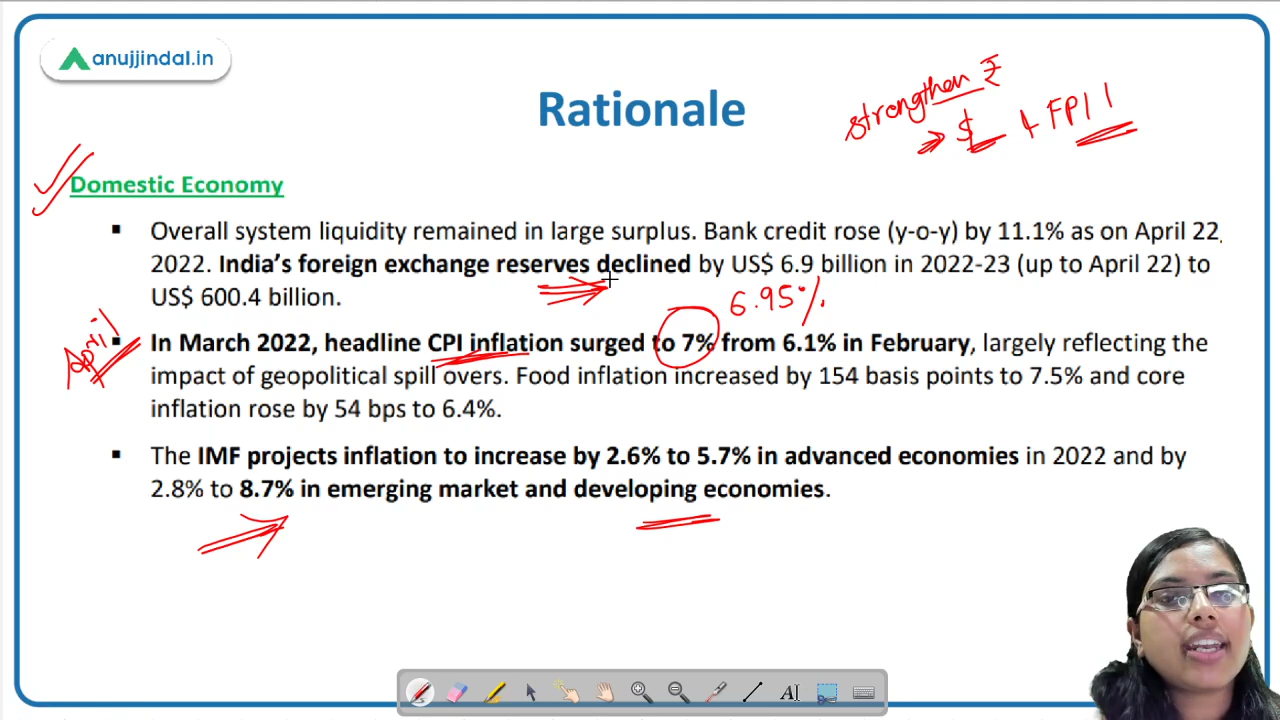 anujjindal.in
Rationale
strengthen ₹
$ + FPI
Domestic Economy
▪ Overall system liquidity remained in large surplus. Bank credit rose (y-o-y) by 11.1% as on April 22,
2022. India's foreign exchange reserves declined by US$ 6.9 billion in 2022-23 (up to April 22) to
US$ 600.4 billion.
6.95%
April
▪ In March 2022, headline CPI inflation surged to 7% from 6.1% in February, largely reflecting the
impact of geopolitical spill overs. Food inflation increased by 154 basis points to 7.5% and core
inflation rose by 54 bps to 6.4%.
▪ The IMF projects inflation to increase by 2.6% to 5.7% in advanced economies in 2022 and by
2.8% to 8.7% in emerging market and developing economies.
AI